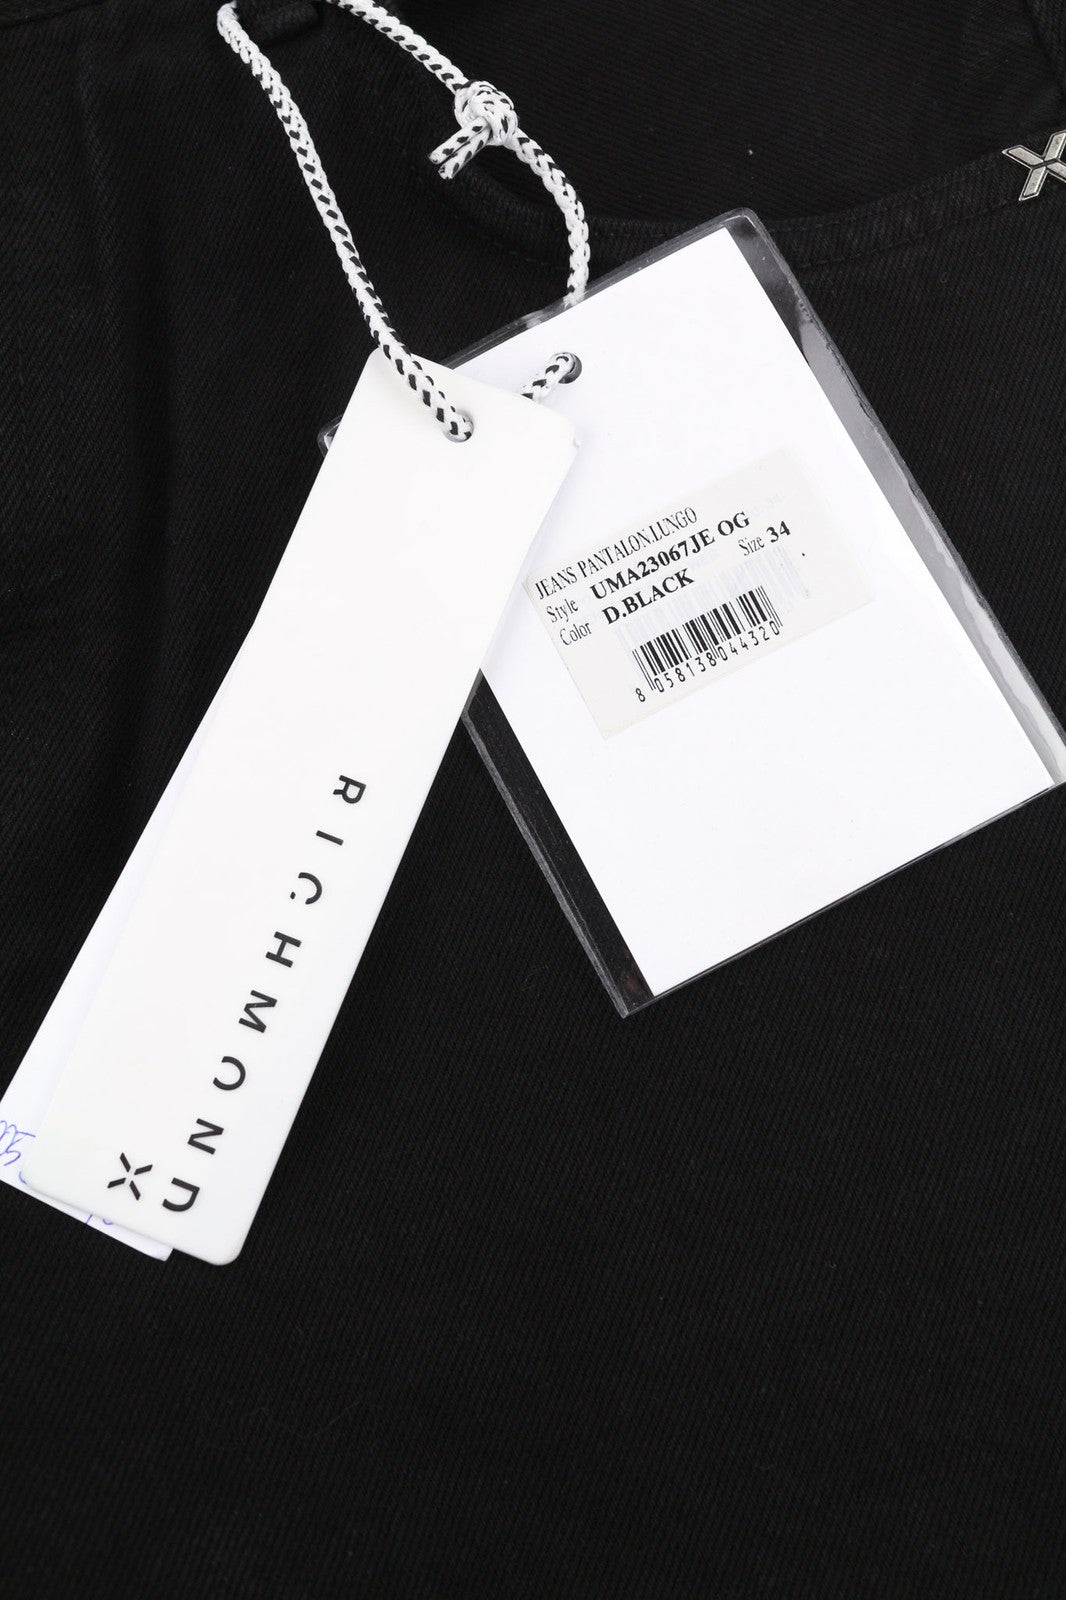 JEANS PANTALON.LUNGO
Style UMA23067JE OG
Color D.BLACK Size 34
8 058138 044320
RICHMOND
X